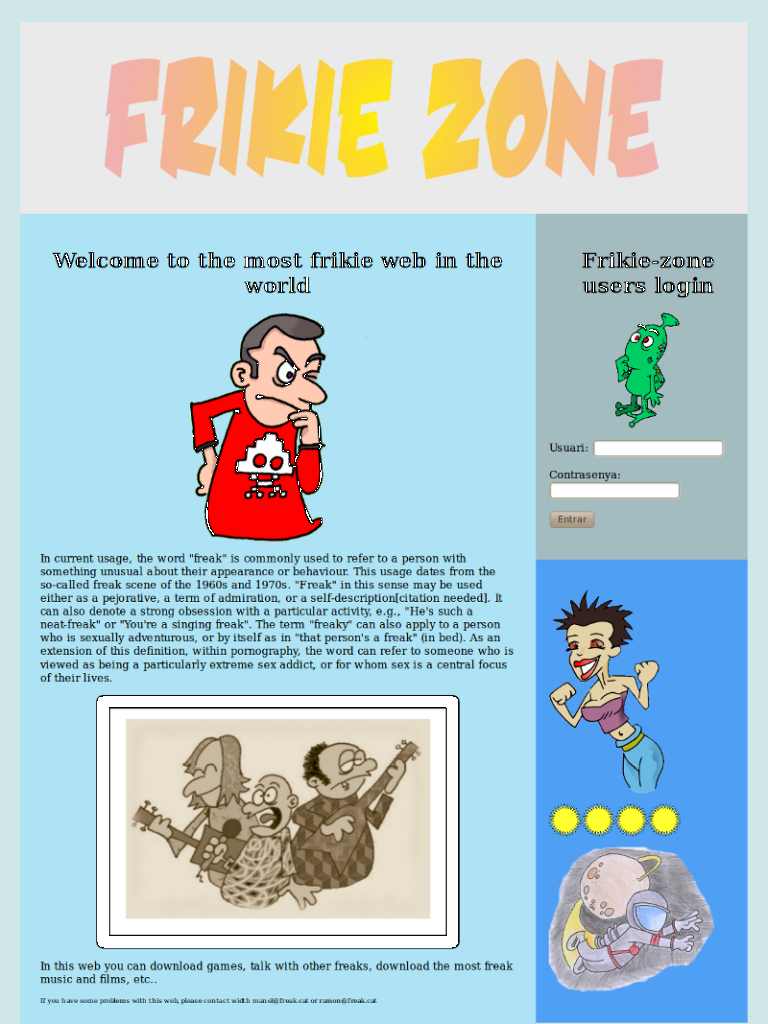 FRIKIE ZONE
Welcome to the most frikie web in the
world
In current usage, the word "freak" is commonly used to refer to a person with
something unusual about their appearance or behaviour. This usage dates from the
so-called freak scene of the 1960s and 1970s. "Freak" in this sense may be used
either as a pejorative, a term of admiration, or a self-description[citation needed]. It
can also denote a strong obsession with a particular activity, e.g., "He's such a
neat-freak" or "You're a singing freak". The term "freaky" can also apply to a person
who is sexually adventurous, or by itself as in "that person's a freak" (in bed). As an
extension of this definition, within pornography, the word can refer to someone who is
viewed as being a particularly extreme sex addict, or for whom sex is a central focus
of their lives.
In this web you can download games, talk with other freaks, download the most freak
music and films, etc..
If you have some problems with this web, please contact width manel@freak.cat or ramon@freak.cat
Frikie-zone
users login
Usuari:
Contrasenya:
Entrar